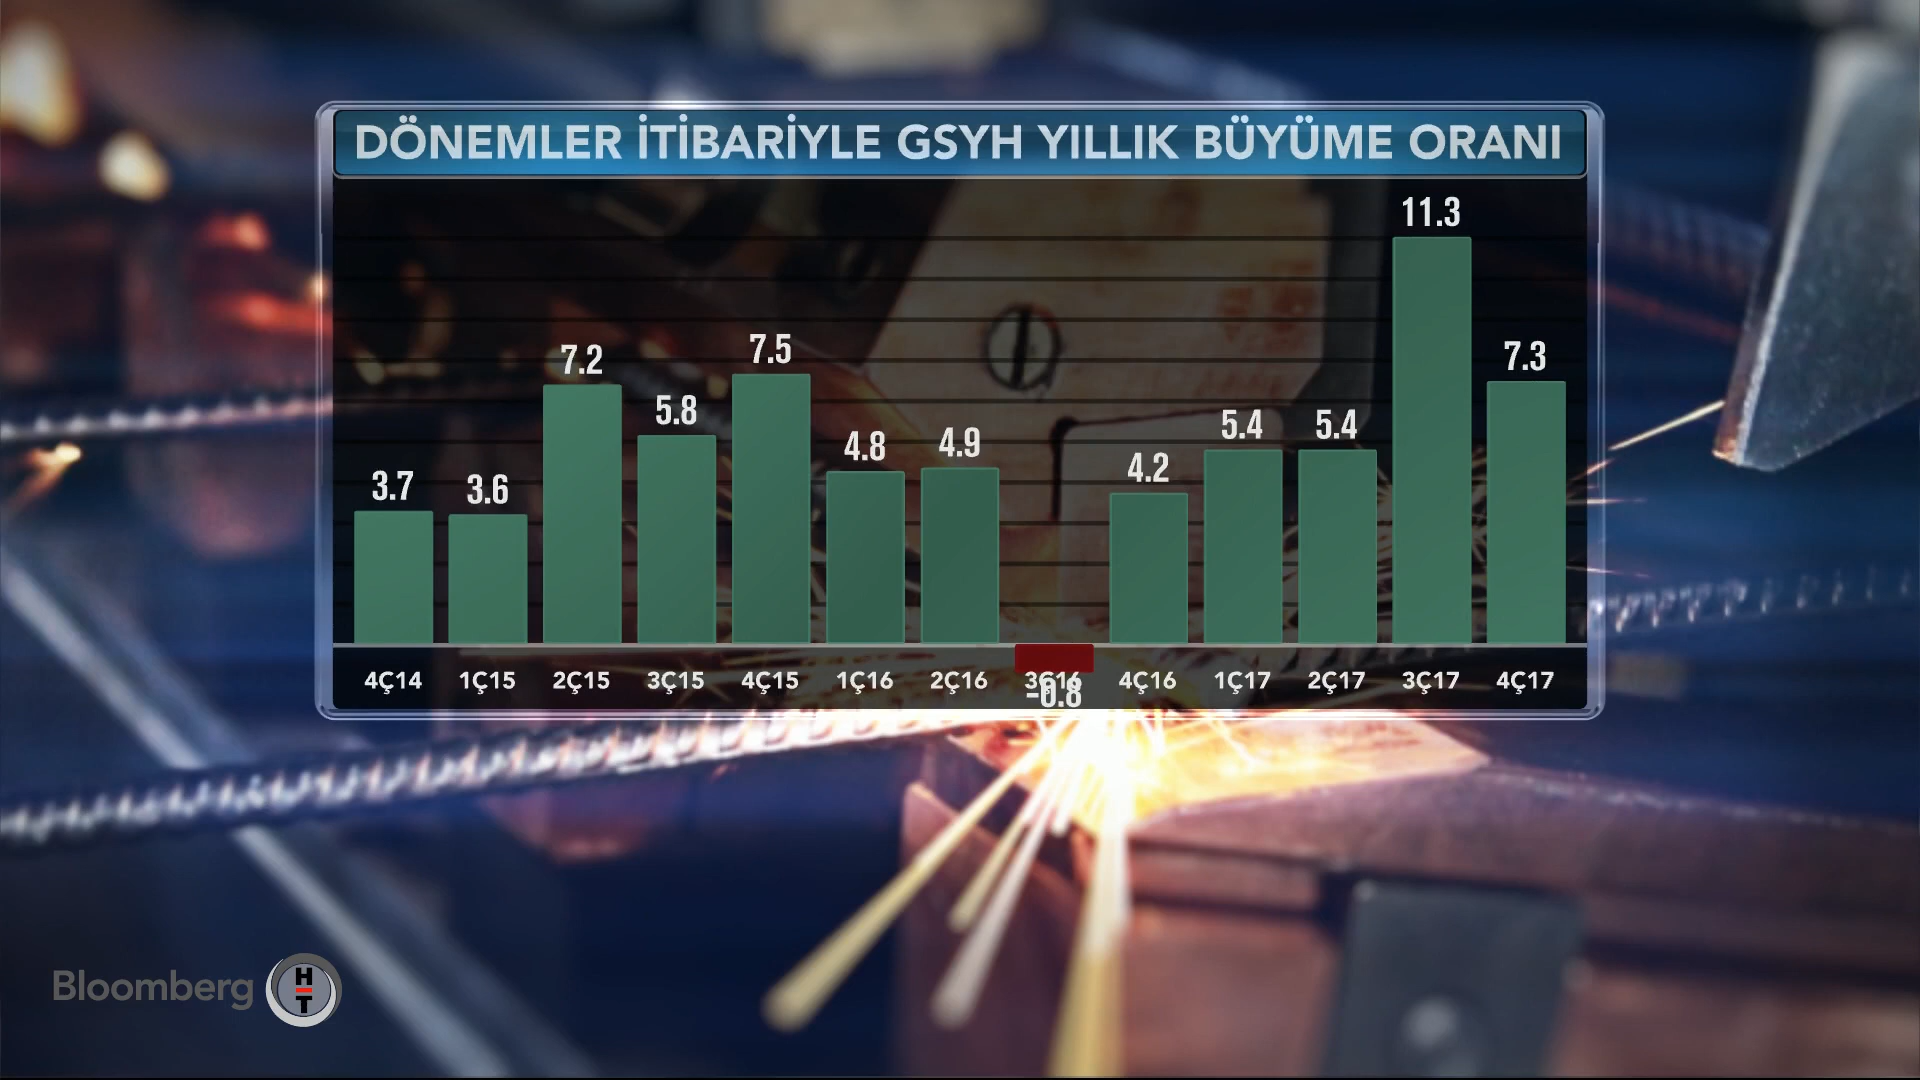 DÖNEMLER İTİBARİYLE GSYH YILLIK BÜYÜME ORANI
3.7 3.6 7.2 5.8 7.5 4.8 4.9 4.2 5.4 5.4 11.3 7.3
4Ç14 1Ç15 2Ç15 3Ç15 4Ç15 1Ç16 2Ç16 3Ç16 4Ç16 1Ç17 2Ç17 3Ç17 4Ç17
-0.8
Bloomberg HT